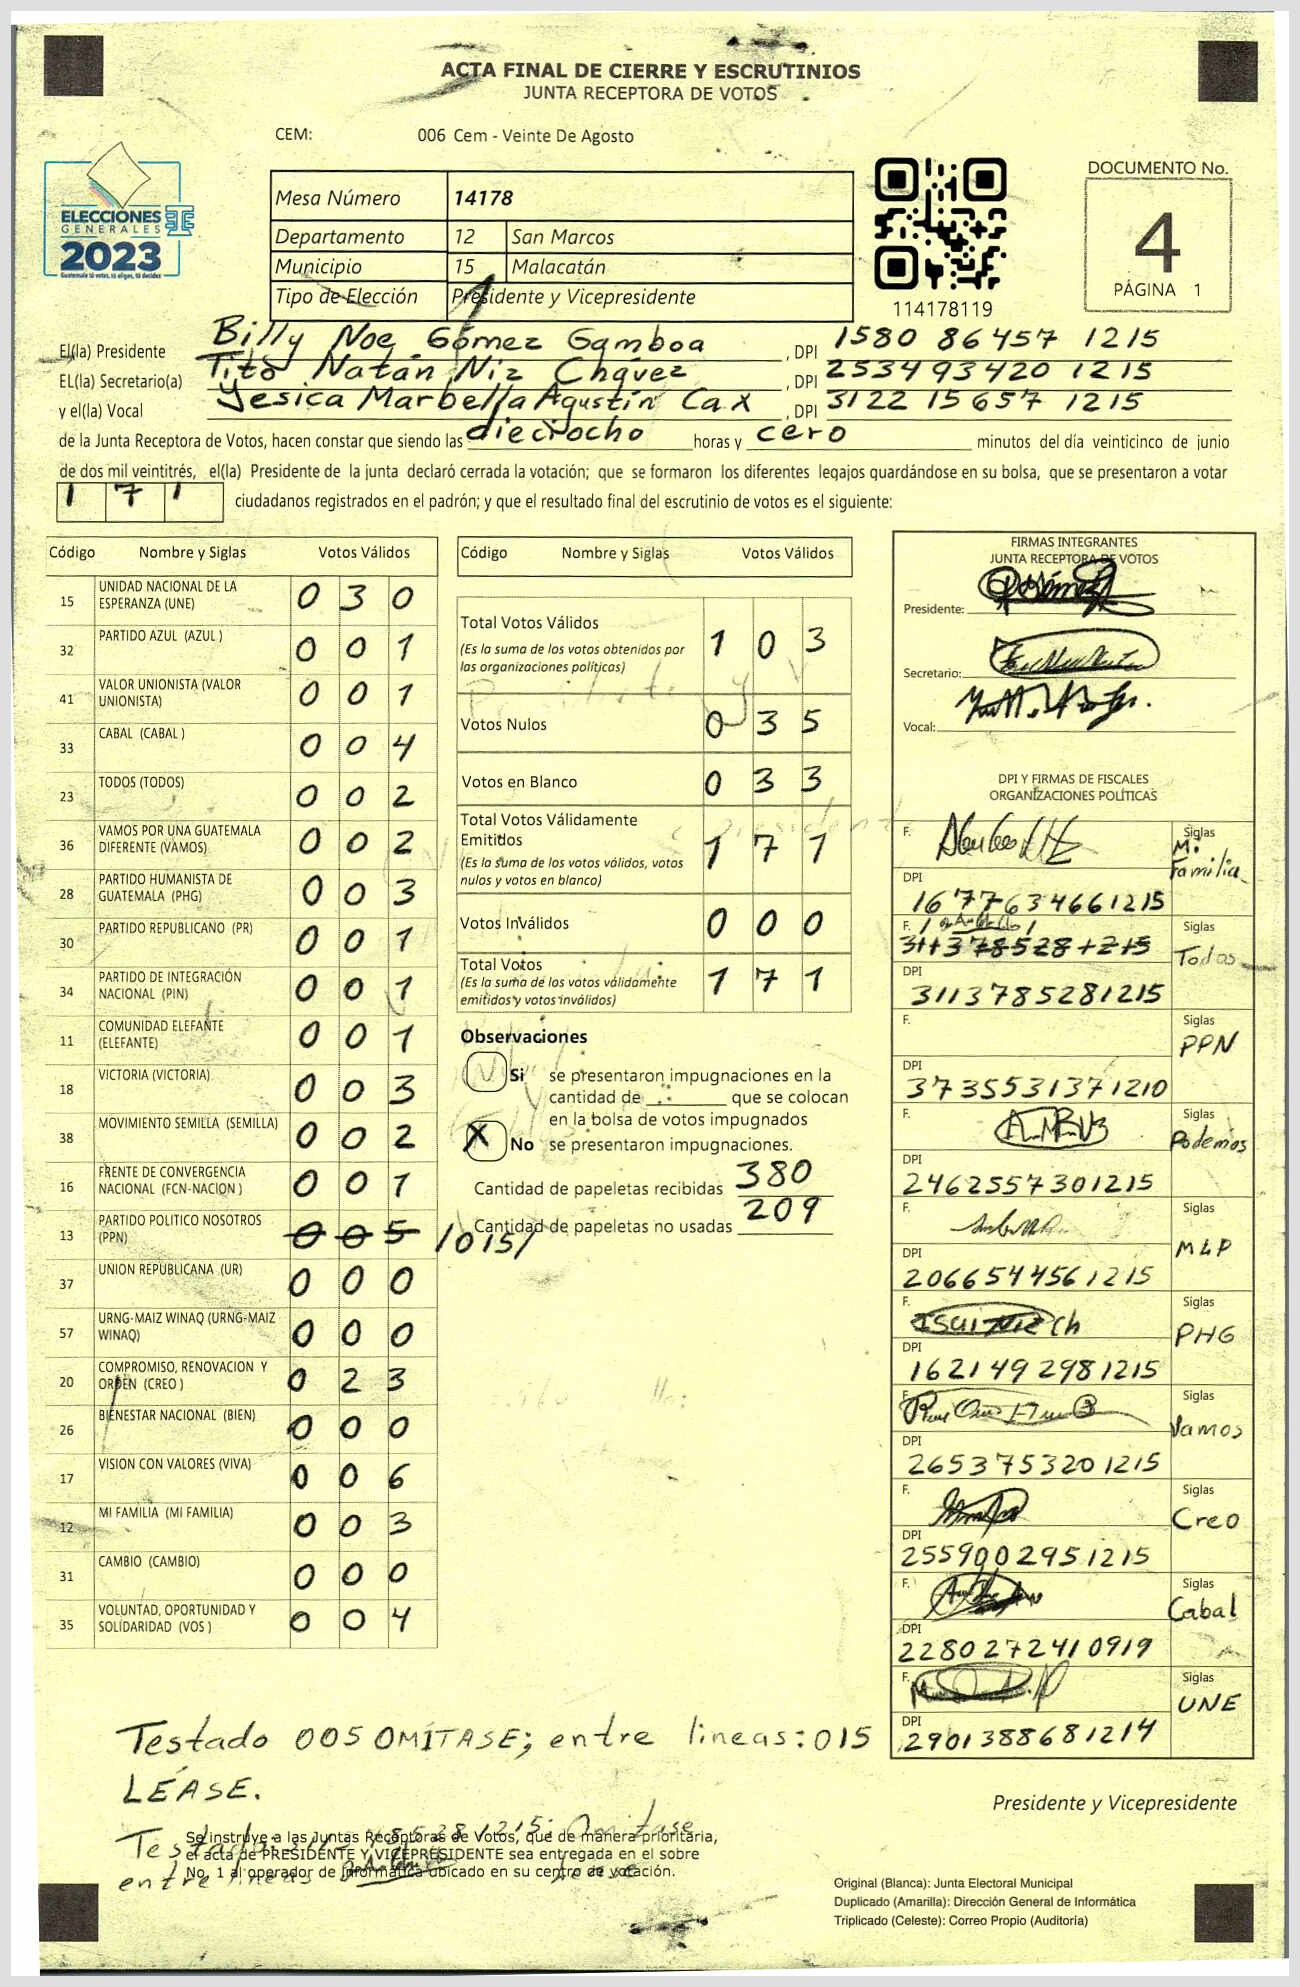 ACTA FINAL DE CIERRE Y ESCRUTINIOS
JUNTA RECEPTORA DE VOTOS
CEM: 006 Cem - Veinte De Agosto
DOCUMENTO No.
4
PÁGINA 1
ELECCIONES
GENERALES
2023
Guatemala tú votas, tú eliges, tú decides
Mesa Número 14178
Departamento 12 San Marcos
Municipio 15 Malacatán
Tipo de Elección Presidente y Vicepresidente
114178119
El(la) Presidente Billy Noe Gómez Gamboa, DPI 1580 86457 1215
EL(la) Secretario(a) Tito Natán Niz Chávez, DPI 2534 93420 1215
y el(la) Vocal Yesica Marbella Agustín Cax, DPI 3122 15657 1215
de la Junta Receptora de Votos, hacen constar que siendo las dieciocho horas y cero minutos del día veinticinco de junio
de dos mil veintitrés, el(la) Presidente de la junta declaró cerrada la votación; que se formaron los diferentes legajos guardándose en su bolsa, que se presentaron a votar
1 7 1 ciudadanos registrados en el padrón; y que el resultado final del escrutinio de votos es el siguiente:
Código Nombre y Siglas Votos Válidos
15 UNIDAD NACIONAL DE LA ESPERANZA (UNE) 0 3 0
32 PARTIDO AZUL (AZUL ) 0 0 1
41 VALOR UNIONISTA (VALOR UNIONISTA) 0 0 1
33 CABAL (CABAL ) 0 0 4
23 TODOS (TODOS) 0 0 2
36 VAMOS POR UNA GUATEMALA DIFERENTE (VAMOS) 0 0 2
28 PARTIDO HUMANISTA DE GUATEMALA (PHG) 0 0 3
30 PARTIDO REPUBLICANO (PR) 0 0 1
34 PARTIDO DE INTEGRACIÓN NACIONAL (PIN) 0 0 1
11 COMUNIDAD ELEFANTE (ELEFANTE) 0 0 1
18 VICTORIA (VICTORIA) 0 0 3
38 MOVIMIENTO SEMILLA (SEMILLA) 0 0 2
16 FRENTE DE CONVERGENCIA NACIONAL (FCN-NACION ) 0 0 1
13 PARTIDO POLITICO NOSOTROS (PPN) 0 0 5 /015/
37 UNION REPUBLICANA (UR) 0 0 0
57 URNG-MAIZ WINAQ (URNG-MAIZ WINAQ) 0 0 0
20 COMPROMISO, RENOVACION Y ORDEN (CREO ) 0 2 3
26 BIENESTAR NACIONAL (BIEN) 0 0 0
17 VISION CON VALORES (VIVA) 0 0 6
12 MI FAMILIA (MI FAMILIA) 0 0 3
31 CAMBIO (CAMBIO) 0 0 0
35 VOLUNTAD, OPORTUNIDAD Y SOLIDARIDAD (VOS ) 0 0 4
Código Nombre y Siglas Votos Válidos
Total Votos Válidos 1 0 3
(Es la suma de los votos obtenidos por
las organizaciones políticas)
Votos Nulos 0 3 5
Votos en Blanco 0 3 3
Total Votos Válidamente
Emitidos 1 7 1
(Es la suma de los votos válidos, votos
nulos y votos en blanco)
Votos Inválidos 0 0 0
Total Votos 1 7 1
(Es la suma de los votos válidamente
emitidos y votos inválidos)
Observaciones
Si se presentaron impugnaciones en la
cantidad de ______ que se colocan
en la bolsa de votos impugnados
X No se presentaron impugnaciones.
Cantidad de papeletas recibidas 380
Cantidad de papeletas no usadas 209
FIRMAS INTEGRANTES
JUNTA RECEPTORA DE VOTOS
Presidente:
Secretario:
Vocal:
DPI Y FIRMAS DE FISCALES
ORGANIZACIONES POLÍTICAS
F. Siglas Mi Familia
DPI 1677634661215
F. 3113785281215 Siglas Todos
DPI 3113785281215
F. Siglas PPN
DPI 3735531371210
F. Siglas Podemos
DPI 2462557301215
F. Siglas MLP
DPI 2066544561215
F. Siglas PHG
DPI 1621492981215
F. Siglas Vamos
DPI 2653753201215
F. Siglas Creo
DPI 2559002951215
F. Siglas Cabal
DPI 2280272410919
F. Siglas UNE
DPI 2901388681214
Testado 005 OMÍTASE; entre lineas: 015
LÉASE.
Presidente y Vicepresidente
Se instruye a las Juntas Receptoras de Votos, que de manera prioritaria,
el acta de PRESIDENTE Y VICEPRESIDENTE sea entregada en el sobre
No. 1 al operador de informática ubicado en su centro de votación.
Testado: Omitase
entre lineas léase
Original (Blanca): Junta Electoral Municipal
Duplicado (Amarilla): Dirección General de Informática
Triplicado (Celeste): Correo Propio (Auditoría)